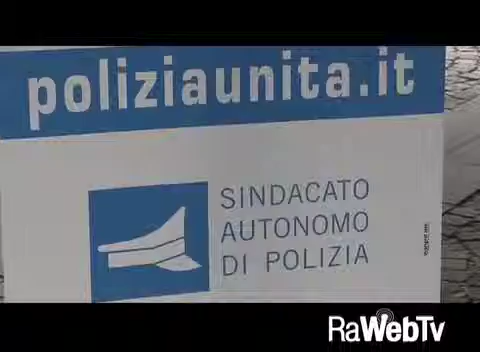 poliziaunita.it
SINDACATO
AUTONOMO
DI POLIZIA
RaWebTv